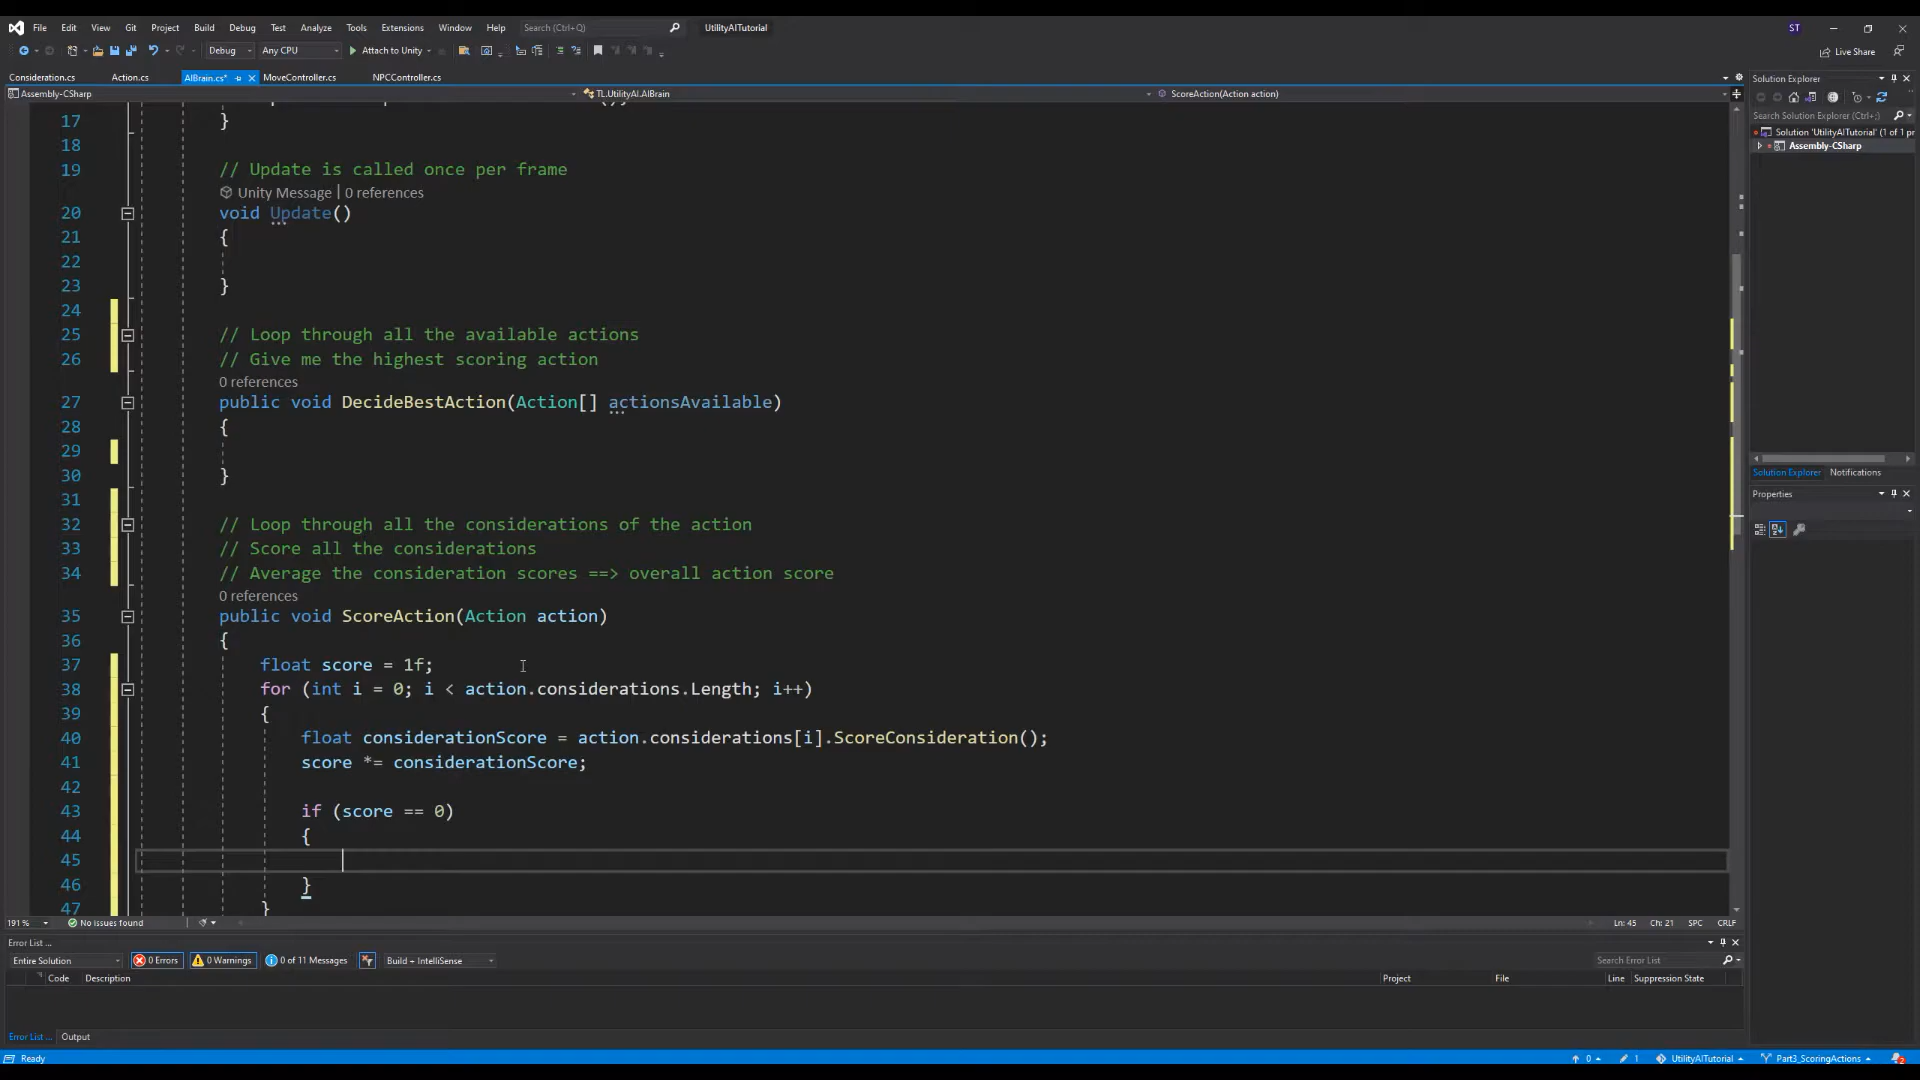 File Edit View Git Project Build Debug Test Analyze Tools Extensions Window Help Search (Ctrl+Q) UtilityAITutorial ST
Debug Any CPU Attach to Unity Live Share
Consideration.cs Action.cs AIBrain.cs* MoveController.cs NPCController.cs
Assembly-CSharp TL.UtilityAI.AIBrain ScoreAction(Action action)
17 }
18
19 // Update is called once per frame
Unity Message | 0 references
20 void Update()
21 {
22
23 }
24
25 // Loop through all the available actions
26 // Give me the highest scoring action
0 references
27 public void DecideBestAction(Action[] actionsAvailable)
28 {
29
30 }
31
32 // Loop through all the considerations of the action
33 // Score all the considerations
34 // Average the consideration scores ==> overall action score
0 references
35 public void ScoreAction(Action action)
36 {
37 float score = 1f;
38 for (int i = 0; i < action.considerations.Length; i++)
39 {
40 float considerationScore = action.considerations[i].ScoreConsideration();
41 score *= considerationScore;
42
43 if (score == 0)
44 {
45
46 }
47 }
191 % No issues found Ln: 45 Ch: 21 SPC CRLF
Error List ...
Entire Solution 0 Errors 0 Warnings 0 of 11 Messages Build + IntelliSense Search Error List
Code Description Project File Line Suppression State
Error List ... Output
Ready 0 1 UtilityAITutorial Part3_ScoringActions 2
Solution Explorer
Search Solution Explorer (Ctrl+;)
Solution 'UtilityAITutorial' (1 of 1 pr
Assembly-CSharp
Solution Explorer Notifications
Properties